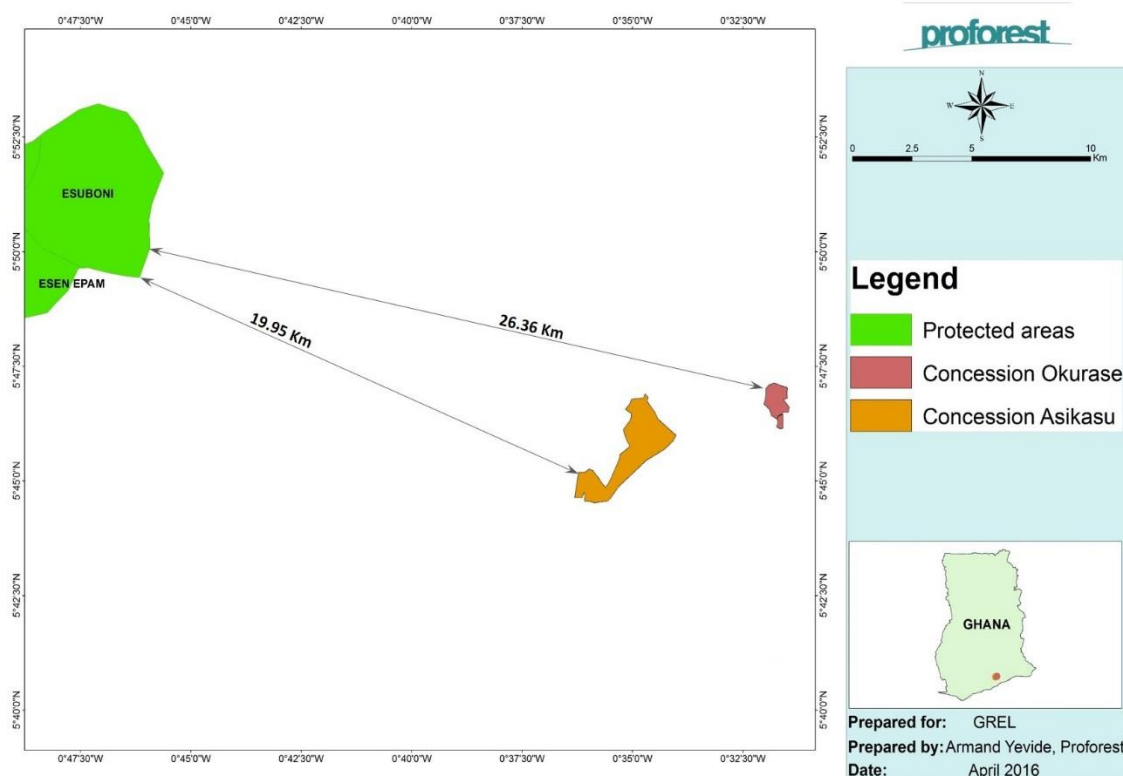 0°47'30"W 0°45'0"W 0°42'30"W 0°40'0"W 0°37'30"W 0°35'0"W 0°32'30"W
5°52'30"N
5°50'0"N
5°47'30"N
5°45'0"N
5°42'30"N
5°40'0"N
ESUBONI
ESEN EPAM
19.95 Km
26.36 Km
5°52'30"N
5°50'0"N
5°47'30"N
5°45'0"N
5°42'30"N
5°40'0"N
0°47'30"W 0°45'0"W 0°42'30"W 0°40'0"W 0°37'30"W 0°35'0"W 0°32'30"W
proforest
N
W E
S
0 2.5 5 10
Km
Legend
Protected areas
Concession Okurase
Concession Asikasu
GHANA
Prepared for: GREL
Prepared by: Armand Yevide, Proforest
Date: April 2016